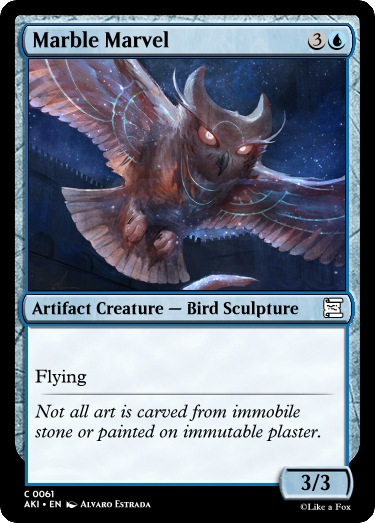 Marble Marvel 3
Artifact Creature — Bird Sculpture
Flying
Not all art is carved from immobile
stone or painted on immutable plaster.
3/3
C 0061
AKI • EN Alvaro Estrada
©Like a Fox